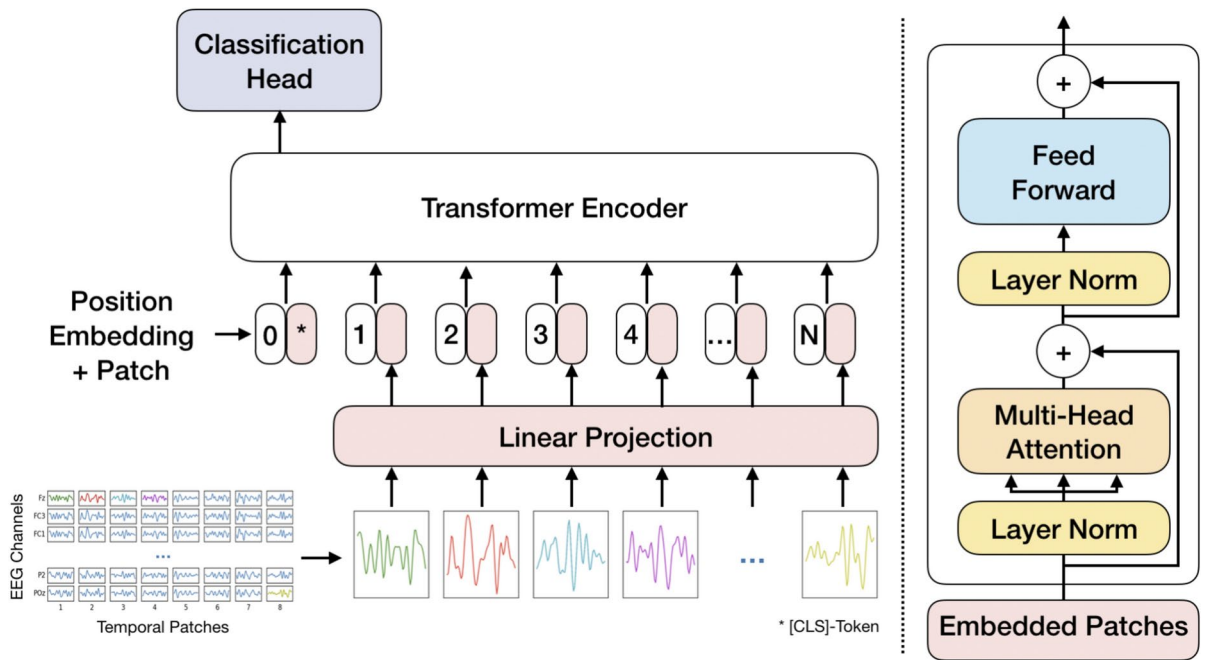 Classification
Head
Transformer Encoder
Position
Embedding
+ Patch
0 * 1 2 3 4 ... N
Linear Projection
EEG Channels
Fz
FC3
FC1
...
P2
POz
1 2 3 4 5 6 7 8
Temporal Patches
...
* [CLS]-Token
+
Feed
Forward
Layer Norm
+
Multi-Head
Attention
Layer Norm
Embedded Patches